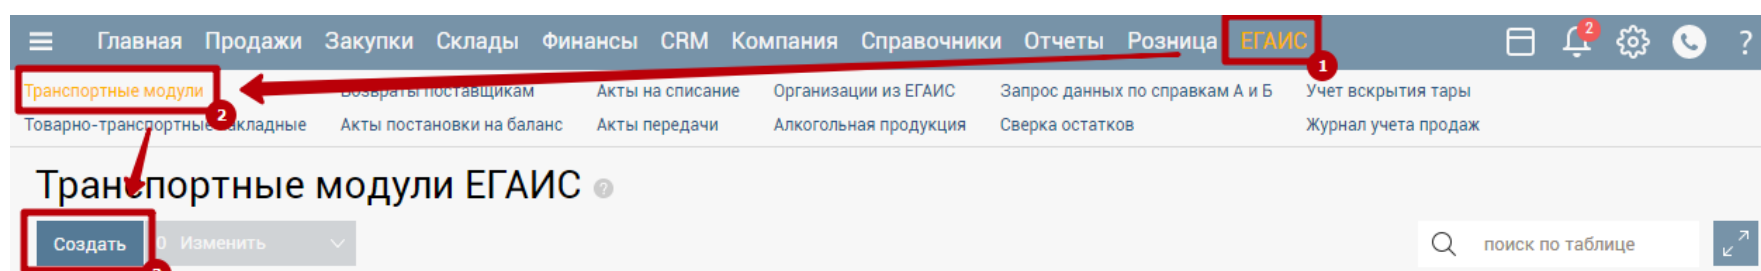 Главная Продажи Закупки Склады Финансы CRM Компания Справочники Отчеты Розница ЕГАИС 2 ?
1
Транспортные модули Возвраты поставщикам Акты на списание Организации из ЕГАИС Запрос данных по справкам А и Б Учет вскрытия тары
2
Товарно-транспортные накладные Акты постановки на баланс Акты передачи Алкогольная продукция Сверка остатков Журнал учета продаж
Транспортные модули ЕГАИС ?
Создать 0 Изменить поиск по таблице